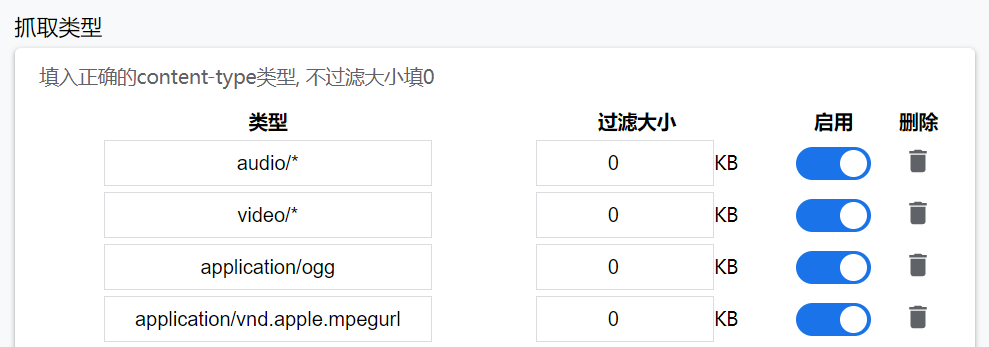 抓取类型
填入正确的content-type类型, 不过滤大小填0
类型 过滤大小 启用 删除
audio/* 0 KB
video/* 0 KB
application/ogg 0 KB
application/vnd.apple.mpegurl 0 KB